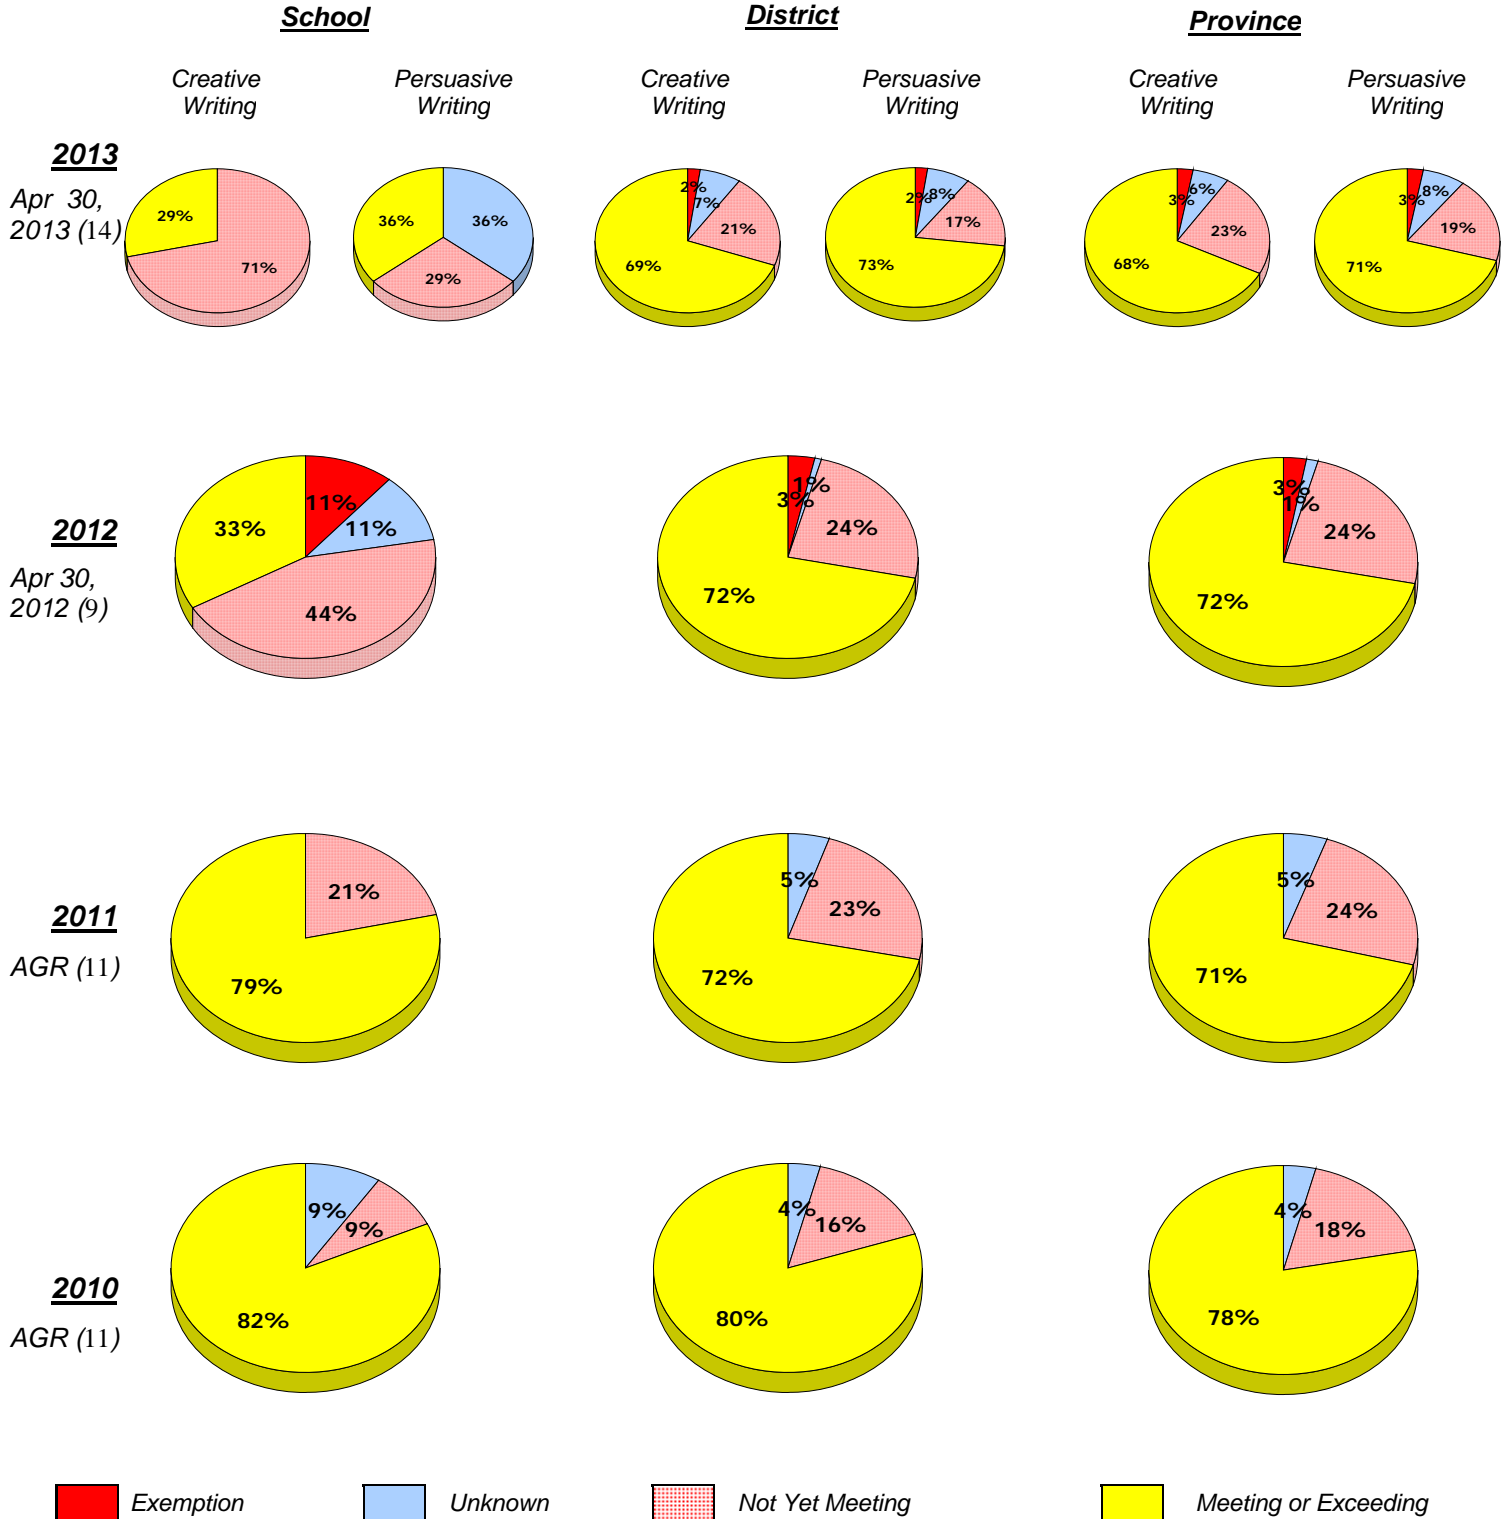 School District Province
Creative Persuasive Creative Persuasive Creative Persuasive
Writing Writing Writing Writing Writing Writing
2013
Apr 30,
2013 (14)
29% 71%
36% 36% 29%
2% 7% 21% 69%
2% 8% 17% 73%
3% 6% 23% 68%
3% 8% 19% 71%
2012
Apr 30,
2012 (9)
11% 11% 33% 44%
1% 3% 24% 72%
3% 1% 24% 72%
2011
AGR (11)
21% 79%
5% 23% 72%
5% 24% 71%
2010
AGR (11)
9% 9% 82%
4% 16% 80%
4% 18% 78%
Exemption Unknown Not Yet Meeting Meeting or Exceeding